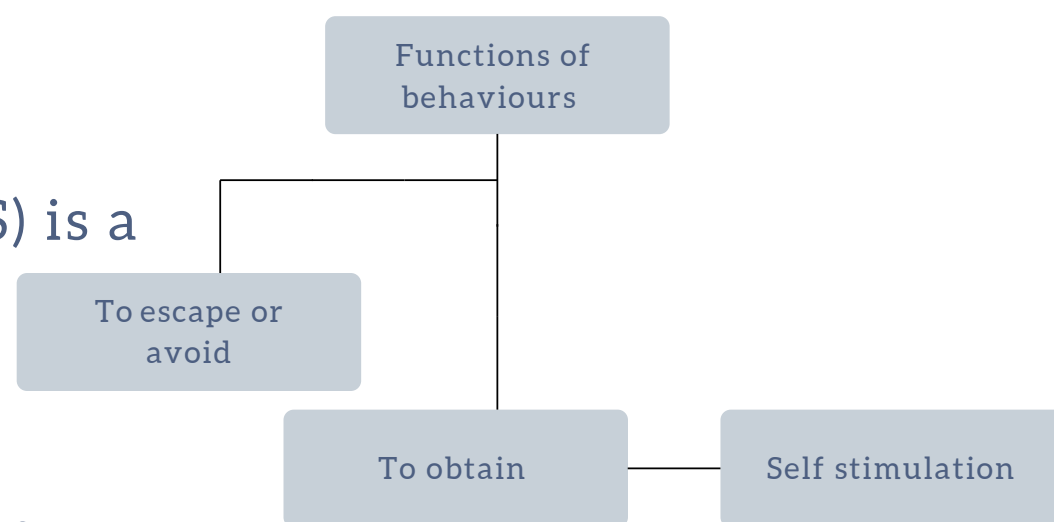 Functions of
behaviours
) is a
To escape or
avoid
To obtain
Self stimulation